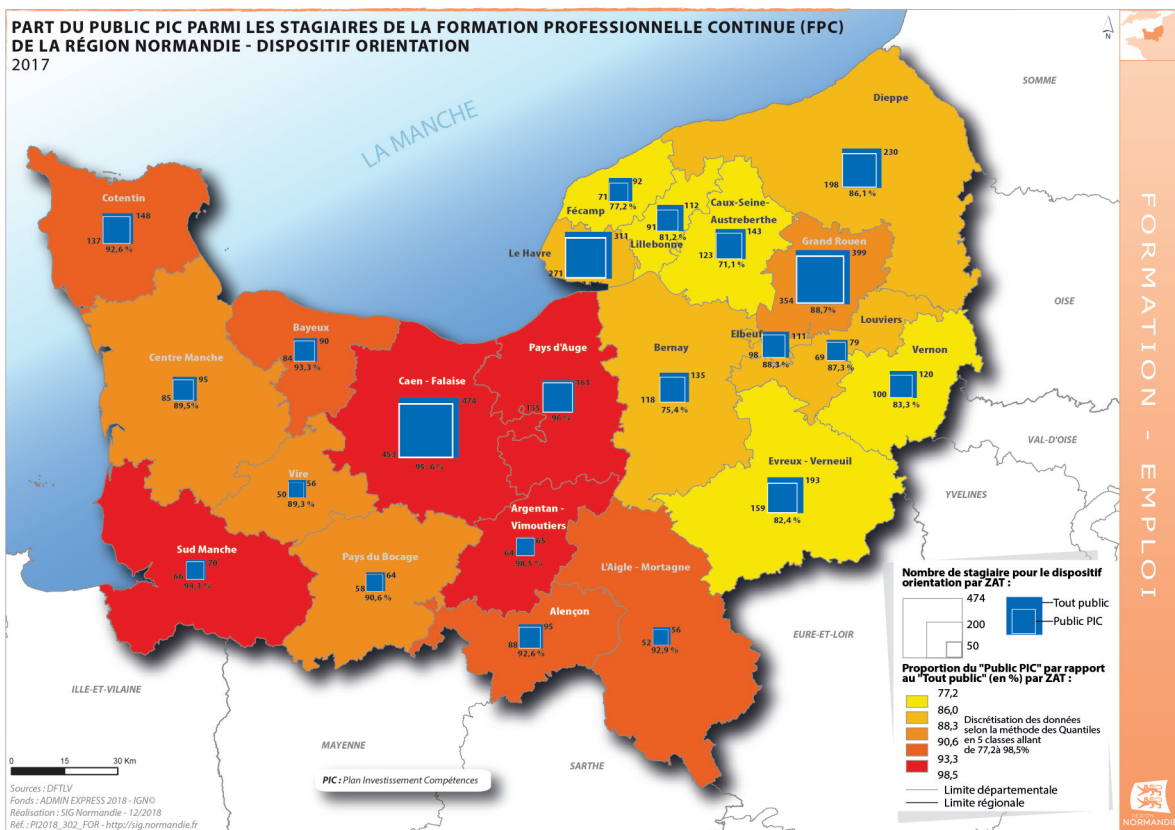 PART DU PUBLIC PIC PARMI LES STAGIAIRES DE LA FORMATION PROFESSIONNELLE CONTINUE (FPC)
DE LA RÉGION NORMANDIE - DISPOSITIF ORIENTATION
2017
N
LA MANCHE
SOMME
OISE
VAL-D'OISE
YVELINES
EURE-ET-LOIR
SARTHE
MAYENNE
ILLE-ET-VILAINE
Dieppe
230
198
86,1 %
Cotentin
148
137
92,6 %
92
71
77,2 %
Fécamp
112
91
81,2 %
Lillebonne
Caux-Seine-
Austreberthe
143
123
71,1 %
Le Havre
311
271
Grand Rouen
399
354
88,7%
Bayeux
90
84
93,3 %
Centre Manche
95
85
89,5%
Caen - Falaise
474
453
95,6 %
Pays d'Auge
161
155
96 %
Bernay
135
118
75,4 %
Elbeuf
111
98
88,3 %
Louviers
79
69
87,3 %
Vernon
120
100
83,3 %
Evreux - Verneuil
193
159
82,4 %
Vire
56
50
89,3 %
Argentan -
Vimoutiers
65
64
98,5 %
Sud Manche
70
66
94,3 %
Pays du Bocage
64
58
90,6 %
Alençon
95
88
92,6 %
L'Aigle - Mortagne
56
52
92,9 %
Nombre de stagiaire pour le dispositif
orientation par ZAT :
474
200
50
Tout public
Public PIC
Proportion du "Public PIC" par rapport
au "Tout public" (en %) par ZAT :
77,2
86,0
88,3
90,6
93,3
98,5
Discrétisation des données
selon la méthode des Quantiles
en 5 classes allant
de 77,2à 98,5%
Limite départementale
Limite régionale
PIC : Plan Investissement Compétences
0 15 30 Km
Sources : DFTLV
Fonds : ADMIN EXPRESS 2018 - IGN©
Réalisation : SIG Normandie - 12/2018
Réf. : PI2018_302_FOR - http://sig.normandie.fr
FORMATION - EMPLOI
RÉGION
NORMANDIE